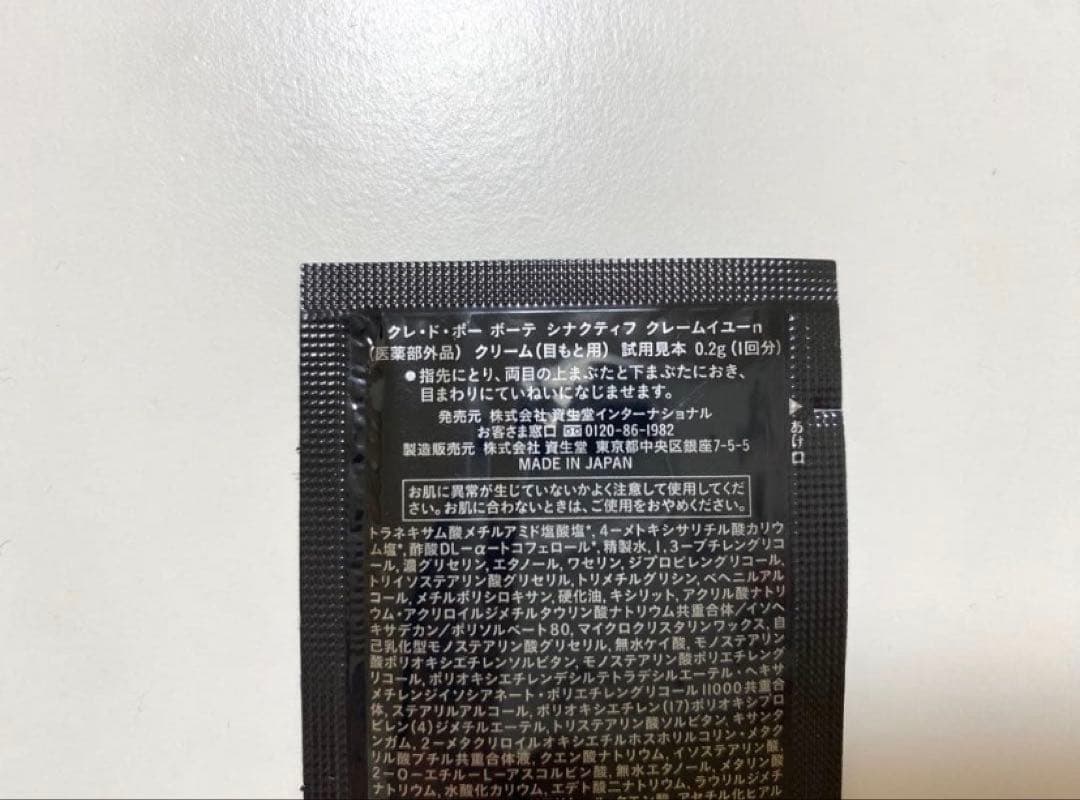 クレ・ド・ポー ボーテ シナクティフ クレームイユーn
(医薬部外品) クリーム(目もと用) 試用見本 0.2g(1回分)
●指先にとり、両目の上まぶたと下まぶたにおき、
目まわりにていねいになじませます。
発売元 株式会社 資生堂インターナショナル
お客さま窓口 0120-86-1982
製造販売元 株式会社 資生堂 東京都中央区銀座7-5-5
MADE IN JAPAN
あけ口
お肌に異常が生じていないかよく注意して使用してくだ
さい。お肌に合わないときは、ご使用をおやめください。
トラネキサム酸メチルアミド塩酸塩*, 4ーメトキシサリチル酸カリウ
ム塩*, 酢酸DLーαートコフェロール*, 精製水, 1, 3ーブチレングリコ
ール, 濃グリセリン, エタノール, ワセリン, ジプロピレングリコール,
トリイソステアリン酸グリセリル, トリメチルグリシン, ベヘニルアル
コール, メチルポリシロキサン, 硬化油, キシリット, アクリル酸ナトリ
ウム・アクリロイルジメチルタウリン酸ナトリウム共重合体/イソヘ
キサデカン/ポリソルベート80, マイクロクリスタリンワックス, 自
己乳化型モノステアリン酸グリセリル, 無水ケイ酸, モノステアリン
酸ポリオキシエチレンソルビタン, モノステアリン酸ポリエチレング
リコール, ポリオキシエチレンデシルテトラデシルエーテル・ヘキサ
メチレンジイソシアネート・ポリエチレングリコール11000共重合
体, ステアリルアルコール, ポリオキシエチレン(17)ポリオキシプロ
ピレン(4)ジメチルエーテル, トリステアリン酸ソルビタン, キサンタ
ンガム, 2ーメタクリロイルオキシエチルホスホリルコリン・メタク
リル酸ブチル共重合体液, クエン酸ナトリウム, イソステアリン酸,
2ーOーエチルーLーアスコルビン酸, 無水エタノール, メタリン酸
ナトリウム, 水酸化カリウム, エデト酸二ナトリウム, ラウリルジメチ
クエン酸, アセチル化ヒアル